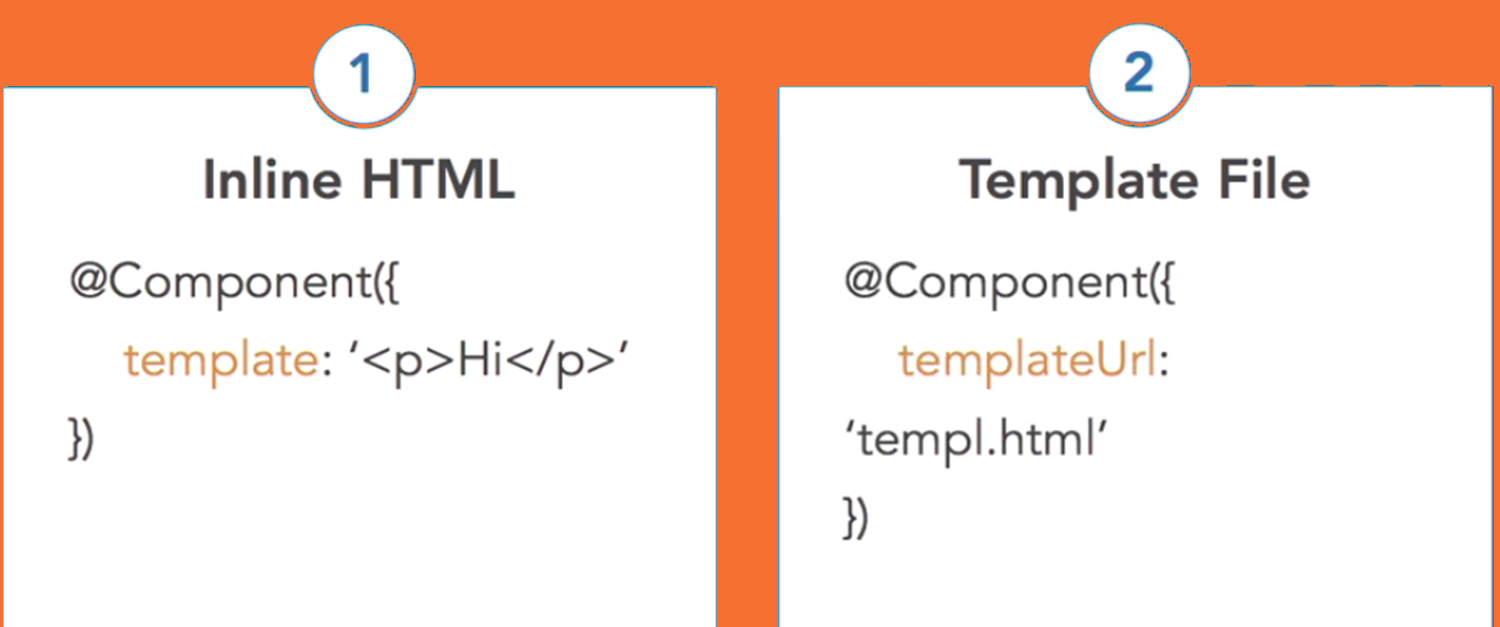 1
Inline HTML
@Component({
template: ‘<p>Hi</p>’
})
2
Template File
@Component({
templateUrl:
‘templ.html’
})